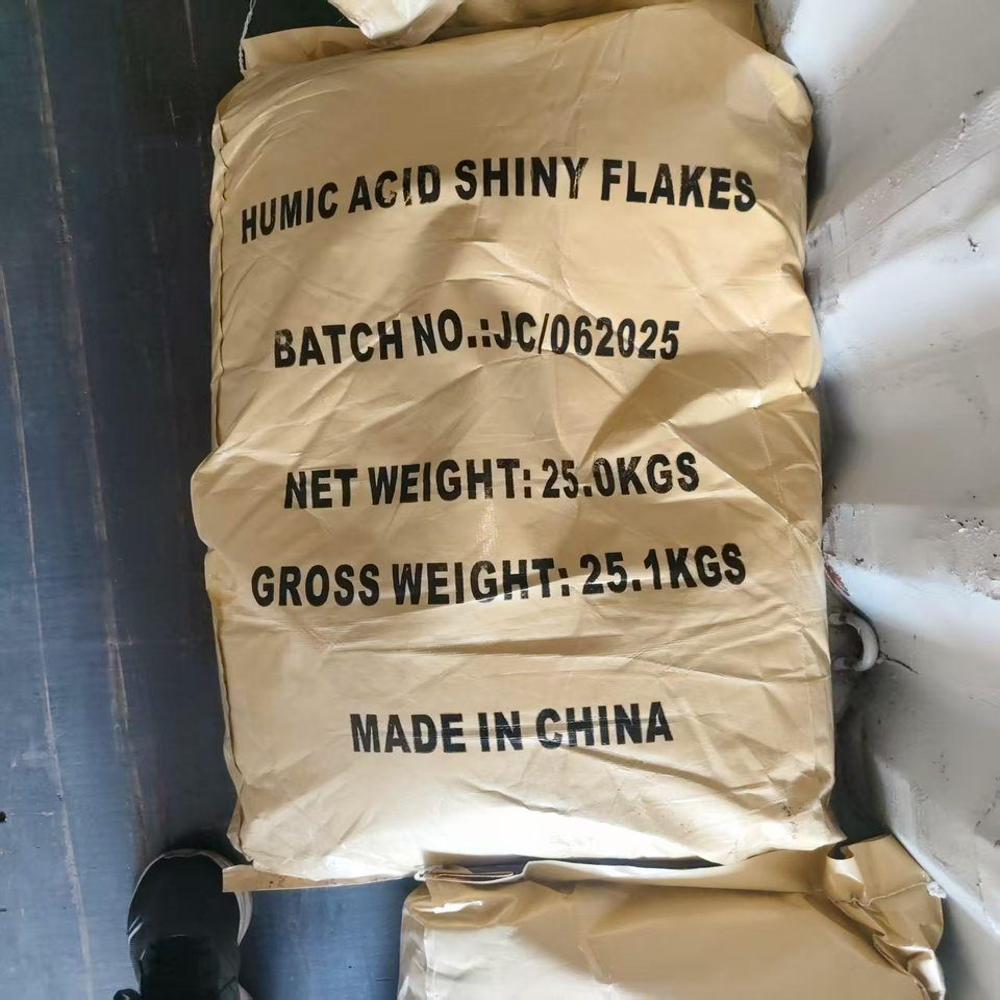 HUMIC ACID SHINY FLAKES
BATCH NO.:JC/062025
NET WEIGHT: 25.0KGS
GROSS WEIGHT: 25.1KGS
MADE IN CHINA